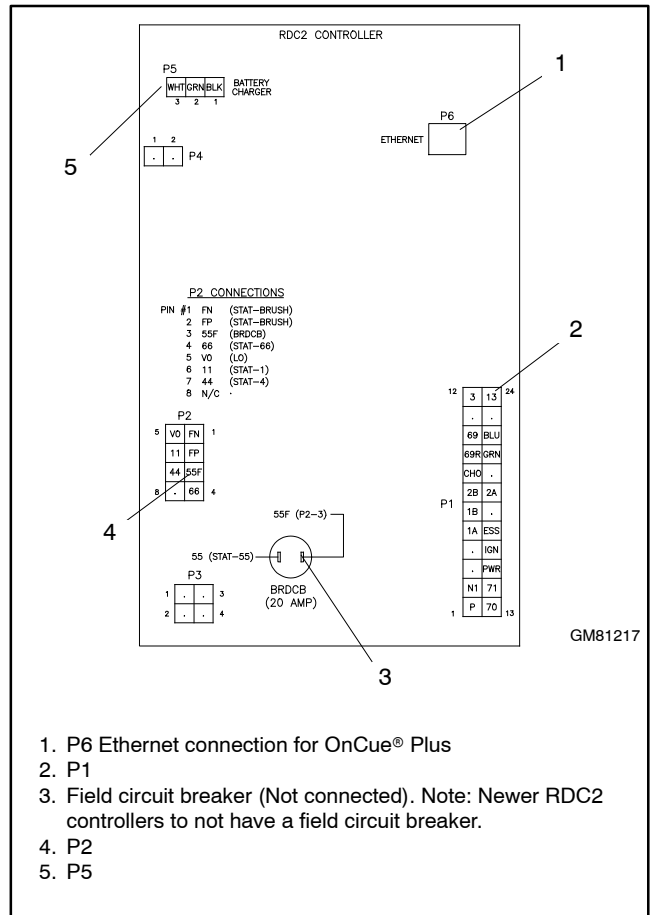 RDC2 CONTROLLER
P5
WHT GRN BLK
BATTERY
CHARGER
3 2 1
1
P6
ETHERNET
1 2
. . P4
5
P2 CONNECTIONS
PIN #1 FN (STAT-BRUSH)
2 FP (STAT-BRUSH)
3 55F (BRDCB)
4 66 (STAT-66)
5 V0 (L0)
6 11 (STAT-1)
7 44 (STAT-4)
8 N/C .
2
P2
5 V0 FN 1
11 FP
44 55F
8 . 66 4
4
12 3 13 24
. .
69 BLU
69R GRN
CHO .
2B 2A
P1
1B .
1A ESS
. IGN
. PWR
N1 71
1 P 70 13
55F (P2-3)
55 (STAT-55)
BRDCB
(20 AMP)
P3
1 . . 3
2 . . 4
GM81217
3
1. P6 Ethernet connection for OnCue® Plus
2. P1
3. Field circuit breaker (Not connected). Note: Newer RDC2
controllers to not have a field circuit breaker.
4. P2
5. P5